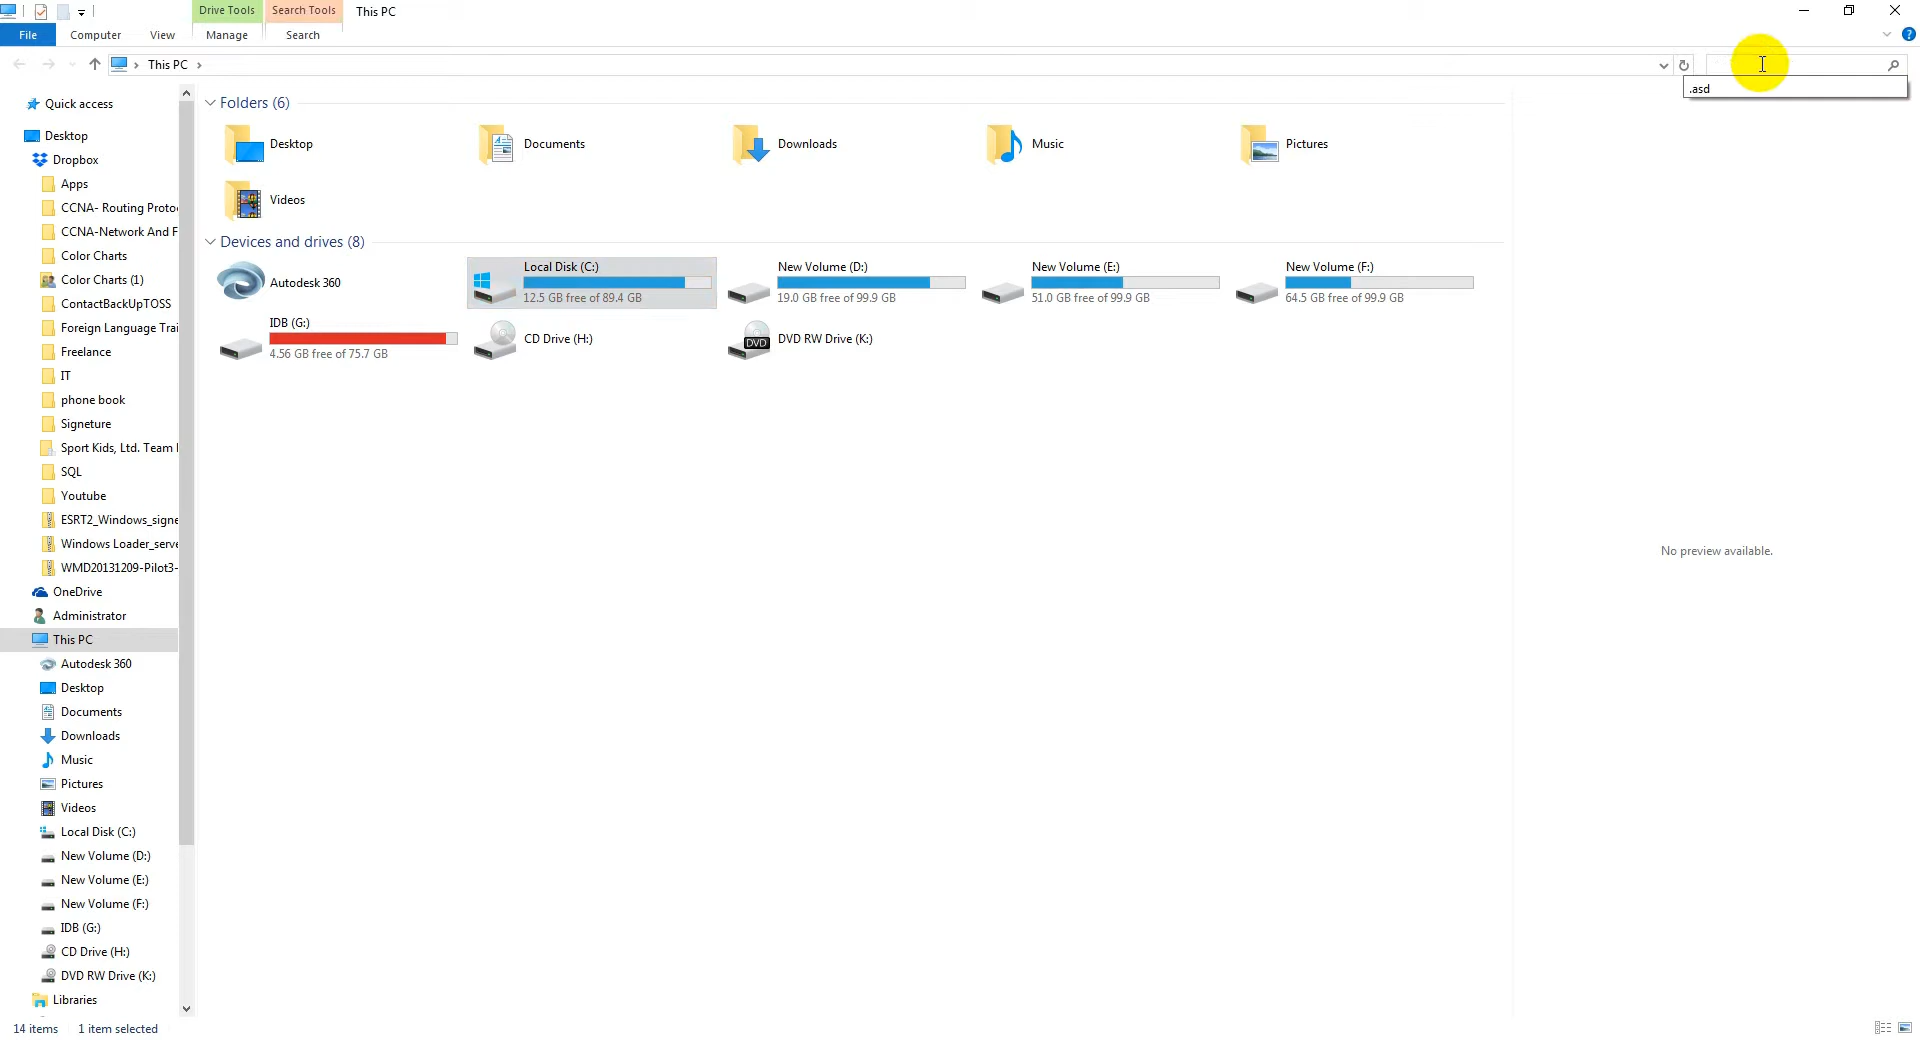 Drive Tools
Search Tools
This PC
File
Computer
View
Manage
Search
This PC
.asd
Quick access
Desktop
Dropbox
Apps
CCNA- Routing Proto
CCNA-Network And F
Color Charts
Color Charts (1)
ContactBackUpTOSS
Foreign Language Trai
Freelance
IT
phone book
Signeture
Sport Kids, Ltd. Team
SQL
Youtube
ESRT2_Windows_signe
Windows Loader_serve
WMD20131209-Pilot3-
OneDrive
Administrator
This PC
Autodesk 360
Desktop
Documents
Downloads
Music
Pictures
Videos
Local Disk (C:)
New Volume (D:)
New Volume (E:)
New Volume (F:)
IDB (G:)
CD Drive (H:)
DVD RW Drive (K:)
Libraries
Folders (6)
Desktop
Documents
Downloads
Music
Pictures
Videos
Devices and drives (8)
Autodesk 360
Local Disk (C:)
12.5 GB free of 89.4 GB
New Volume (D:)
19.0 GB free of 99.9 GB
New Volume (E:)
51.0 GB free of 99.9 GB
New Volume (F:)
64.5 GB free of 99.9 GB
IDB (G:)
4.56 GB free of 75.7 GB
CD Drive (H:)
DVD
DVD RW Drive (K:)
No preview available.
14 items
1 item selected